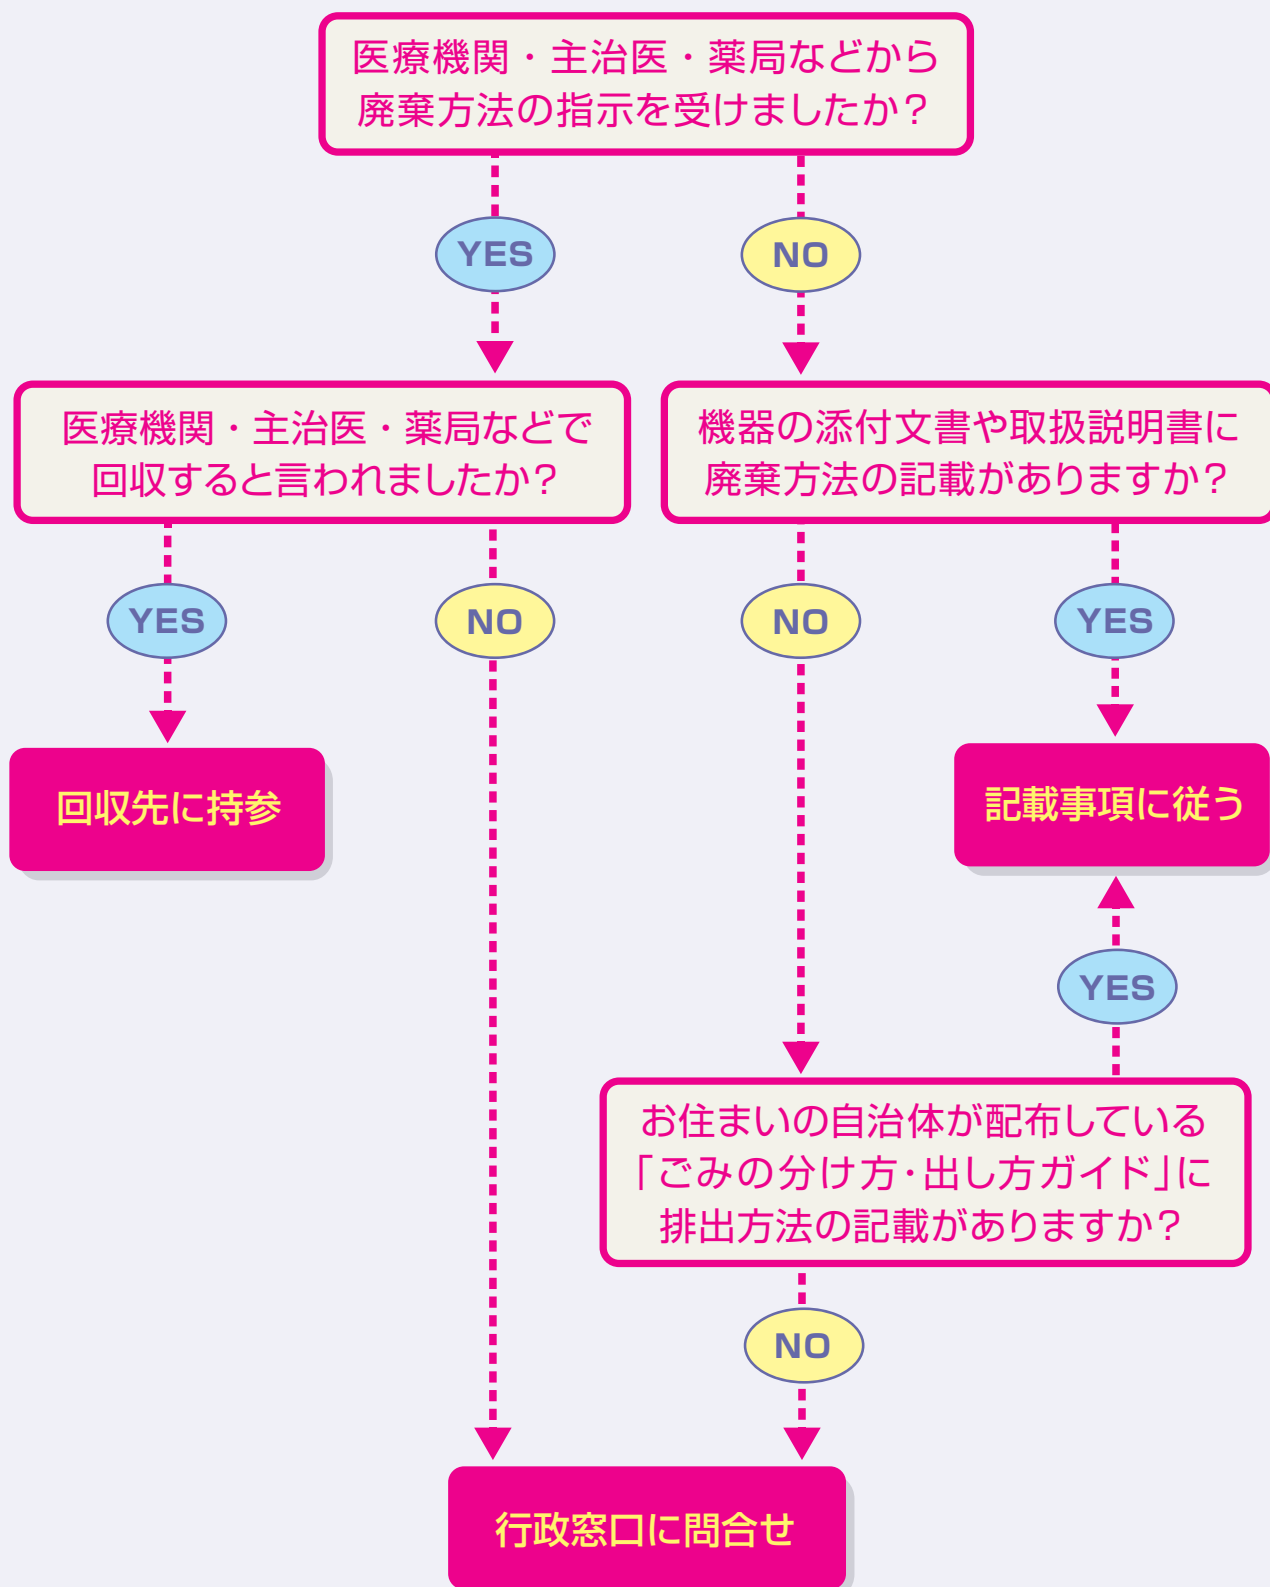 医療機関・主治医・薬局などから
廃棄方法の指示を受けましたか？
YES
NO
医療機関・主治医・薬局などで
回収すると言われましたか？
機器の添付文書や取扱説明書に
廃棄方法の記載がありますか？
YES
NO
NO
YES
回収先に持参
記載事項に従う
YES
お住まいの自治体が配布している
「ごみの分け方・出し方ガイド」に
排出方法の記載がありますか？
NO
行政窓口に問合せ